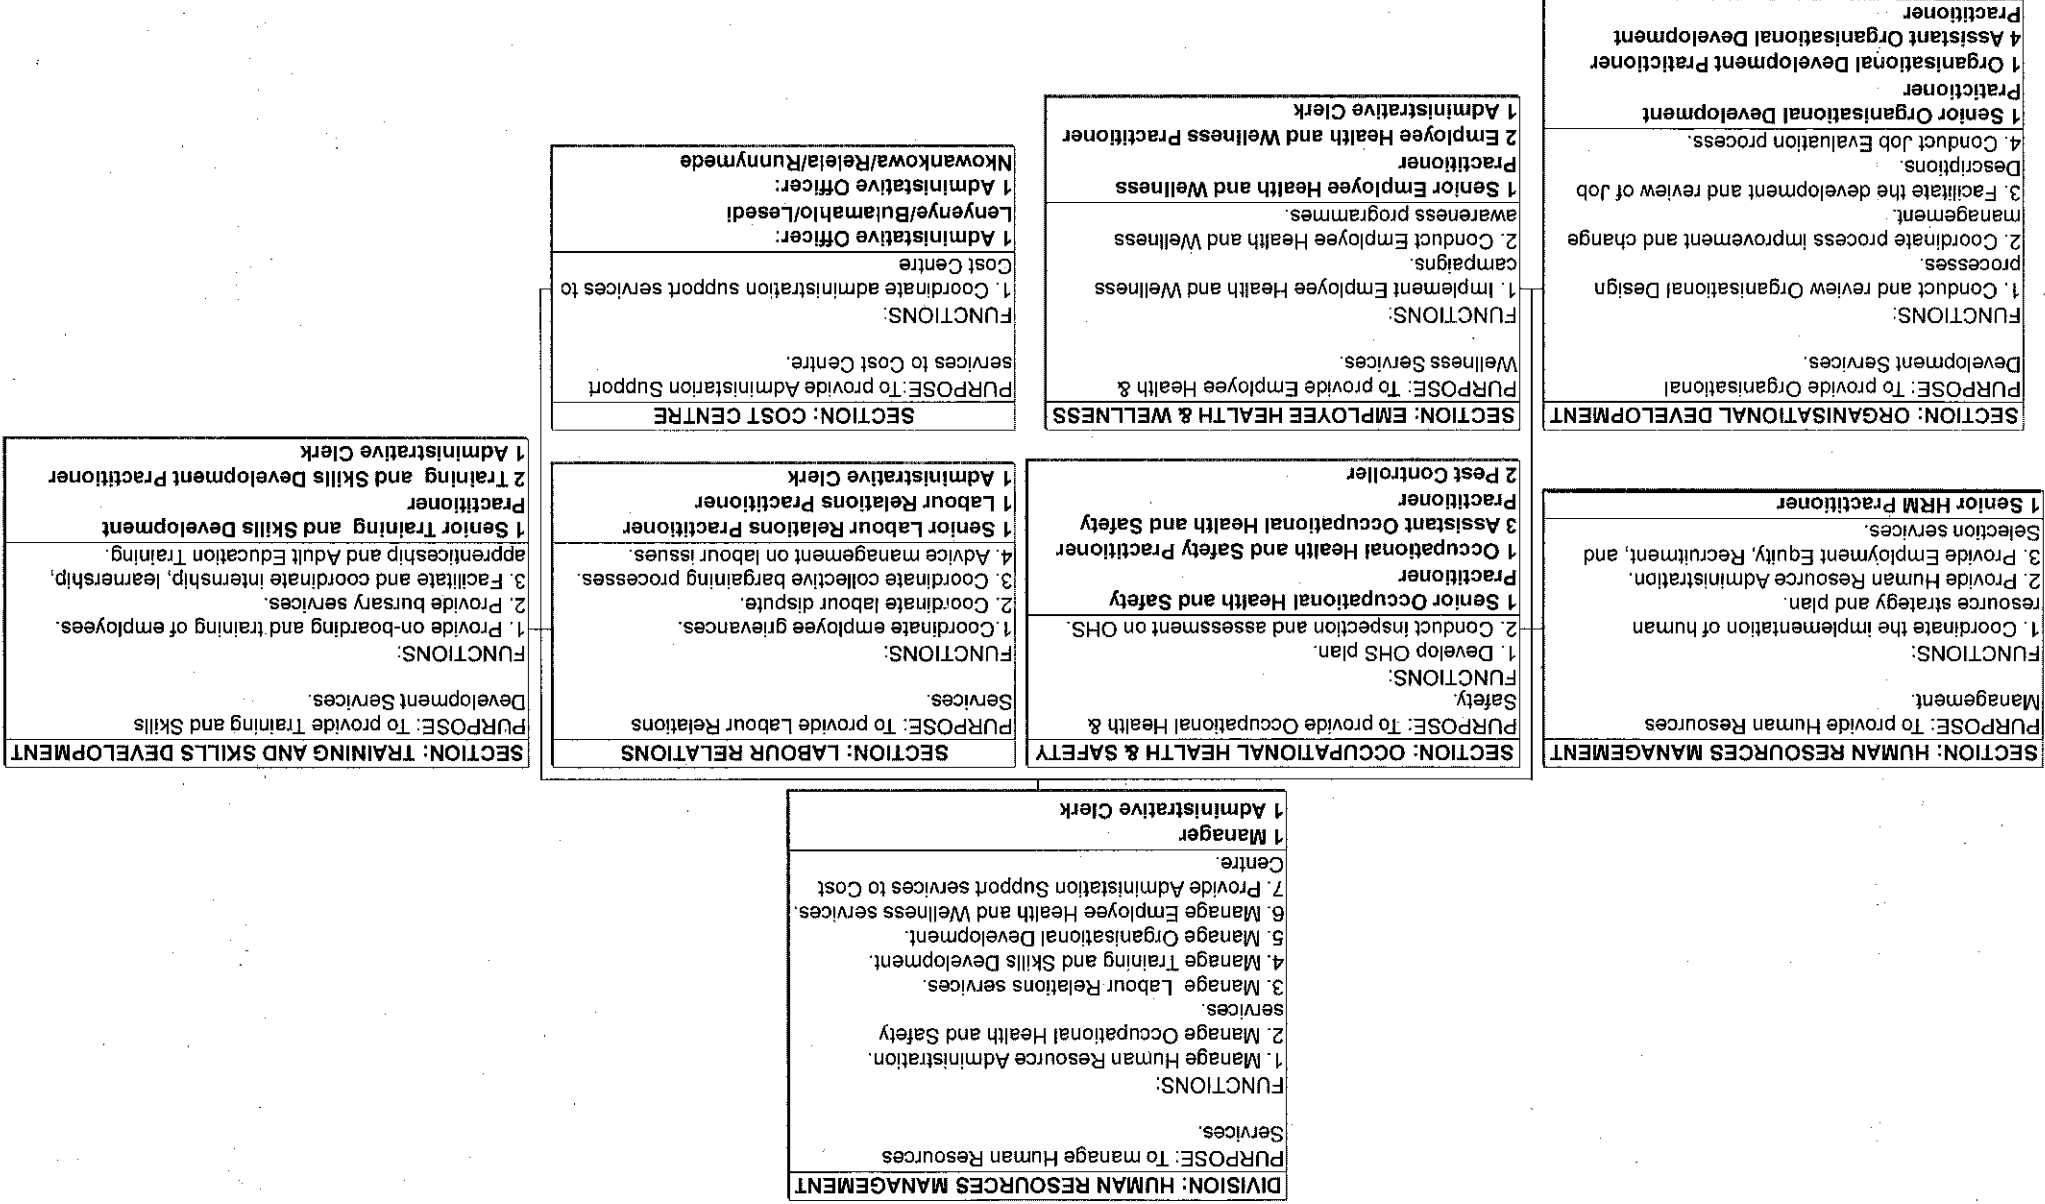 DIVISION: HUMAN RESOURCES MANAGEMENT
PURPOSE: To manage Human Resources
Services.
FUNCTIONS:
1. Manage Human Resource Administration.
2. Manage Occupational Health and Safety
services.
3. Manage Labour Relations services.
4. Manage Training and Skills Development.
5. Manage Organisational Development.
6. Manage Employee Health and Wellness services.
7. Provide Administation Support services to Cost
Centre.
1 Manager
1 Administrative Clerk
SECTION: HUMAN RESOURCES MANAGEMENT
PURPOSE: To provide Human Resources
Management.
FUNCTIONS:
1. Coordinate the implementation of human
resource strategy and plan.
2. Provide Human Resource Administration.
3. Provide Employment Equity, Recruitment, and
Selection services.
1 Senior HRM Practitioner
SECTION: OCCUPATIONAL HEALTH & SAFETY
PURPOSE: To provide Occupational Health &
Safety.
FUNCTIONS:
1. Develop OHS plan.
2. Conduct inspection and assessment on OHS.
1 Senior Occupational Health and Safety
Practitioner
1 Occupational Health and Safety Practitioner
3 Assistant Occupational Health and Safety
Practitioner
2 Pest Controller
SECTION: LABOUR RELATIONS
PURPOSE: To provide Labour Relations
Services.
FUNCTIONS:
1.Coordinate employee grievances.
2. Coordinate labour dispute.
3. Coordinate collective bargaining processes.
4. Advice management on labour issues.
1 Senior Labour Relations Practitioner
1 Labour Relations Practitioner
1 Administrative Clerk
SECTION: TRAINING AND SKILLS DEVELOPMENT
PURPOSE: To provide Training and Skills
Development Services.
FUNCTIONS:
1. Provide on-boarding and training of employees.
2. Provide bursary services.
3. Facilitate and coordinate internship, learnership,
apprenticeship and Adult Education Training.
1 Senior Training and Skills Development
Practitioner
2 Training and Skills Development Practitioner
1 Administrative Clerk
SECTION: ORGANISATIONAL DEVELOPMENT
PURPOSE: To provide Organisational
Development Services.
FUNCTIONS:
1. Conduct and review Organisational Design
processes.
2. Coordinate process improvement and change
management.
3. Facilitate the development and review of Job
Descriptions.
4. Conduct Job Evaluation process.
1 Senior Organisational Development
Pratictioner
1 Organisational Development Pratictioner
4 Assistant Organisational Development
Practitioner
SECTION: EMPLOYEE HEALTH & WELLNESS
PURPOSE: To provide Employee Health &
Wellness Services.
FUNCTIONS:
1. Implement Employee Health and Wellness
campaigns.
2. Conduct Employee Health and Wellness
awareness programmes.
1 Senior Employee Health and Wellness
Practitioner
2 Employee Health and Wellness Practitioner
1 Administrative Clerk
SECTION: COST CENTRE
PURPOSE:To provide Administartion Support
services to Cost Centre.
FUNCTIONS:
1. Coordinate administration support services to
Cost Centre
1 Administative Officer:
Lenyenye/Bulamahlo/Lesedi
1 Administative Officer:
Nkowankowa/Relela/Runnymede